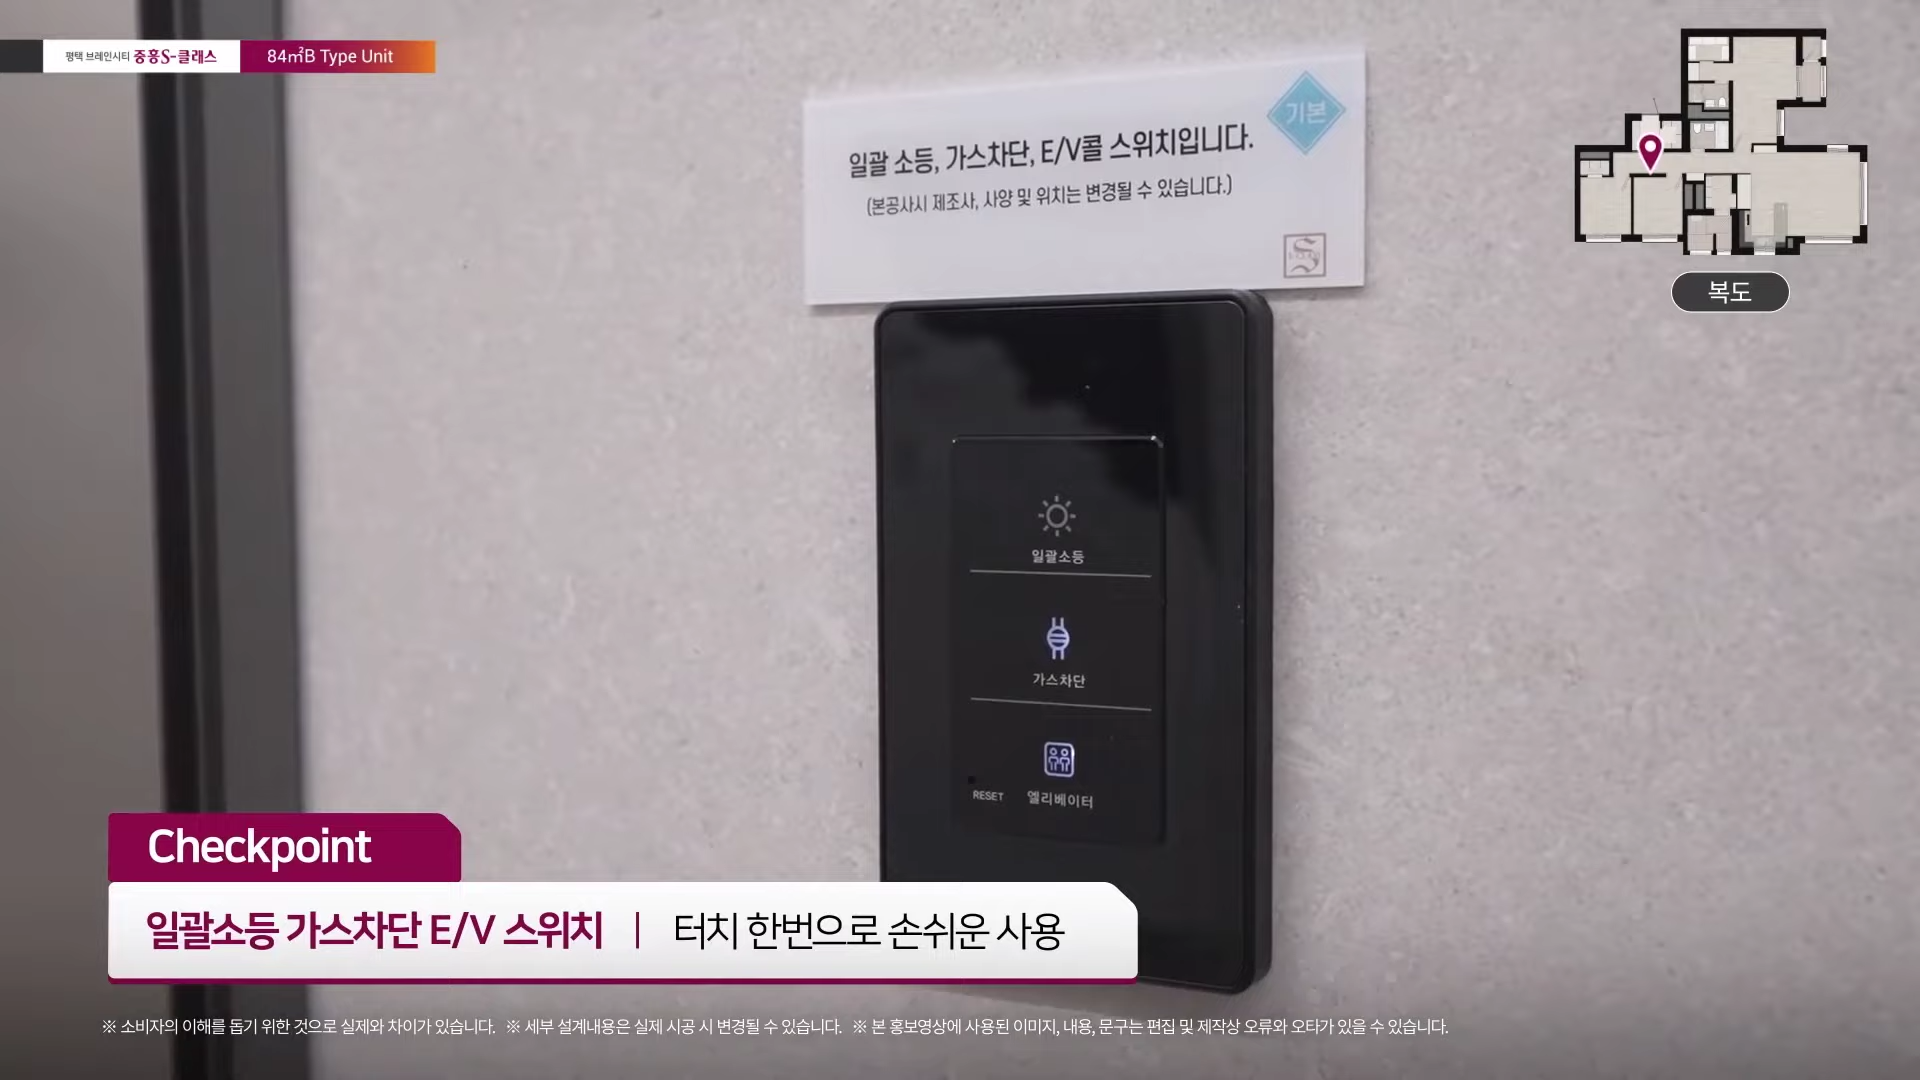 평택 브레인시티 중흥S-클래스
84㎡B Type Unit
기본
일괄 소등, 가스차단, E/V콜 스위치입니다.
(본공사시 제조사, 사양 및 위치는 변경될 수 있습니다.)
복도
일괄소등
가스차단
RESET 엘리베이터
Checkpoint
일괄소등 가스차단 E/V 스위치 | 터치 한번으로 손쉬운 사용
※ 소비자의 이해를 돕기 위한 것으로 실제와 차이가 있습니다. ※ 세부 설계내용은 실제 시공 시 변경될 수 있습니다. ※ 본 홍보영상에 사용된 이미지, 내용, 문구는 편집 및 제작상 오류와 오타가 있을 수 있습니다.